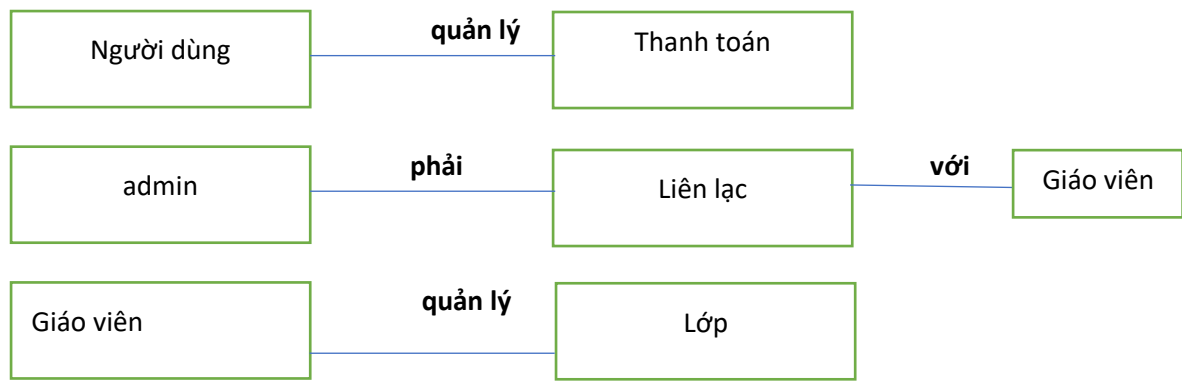 Người dùng quản lý Thanh toán
admin phải Liên lạc với Giáo viên
Giáo viên quản lý Lớp